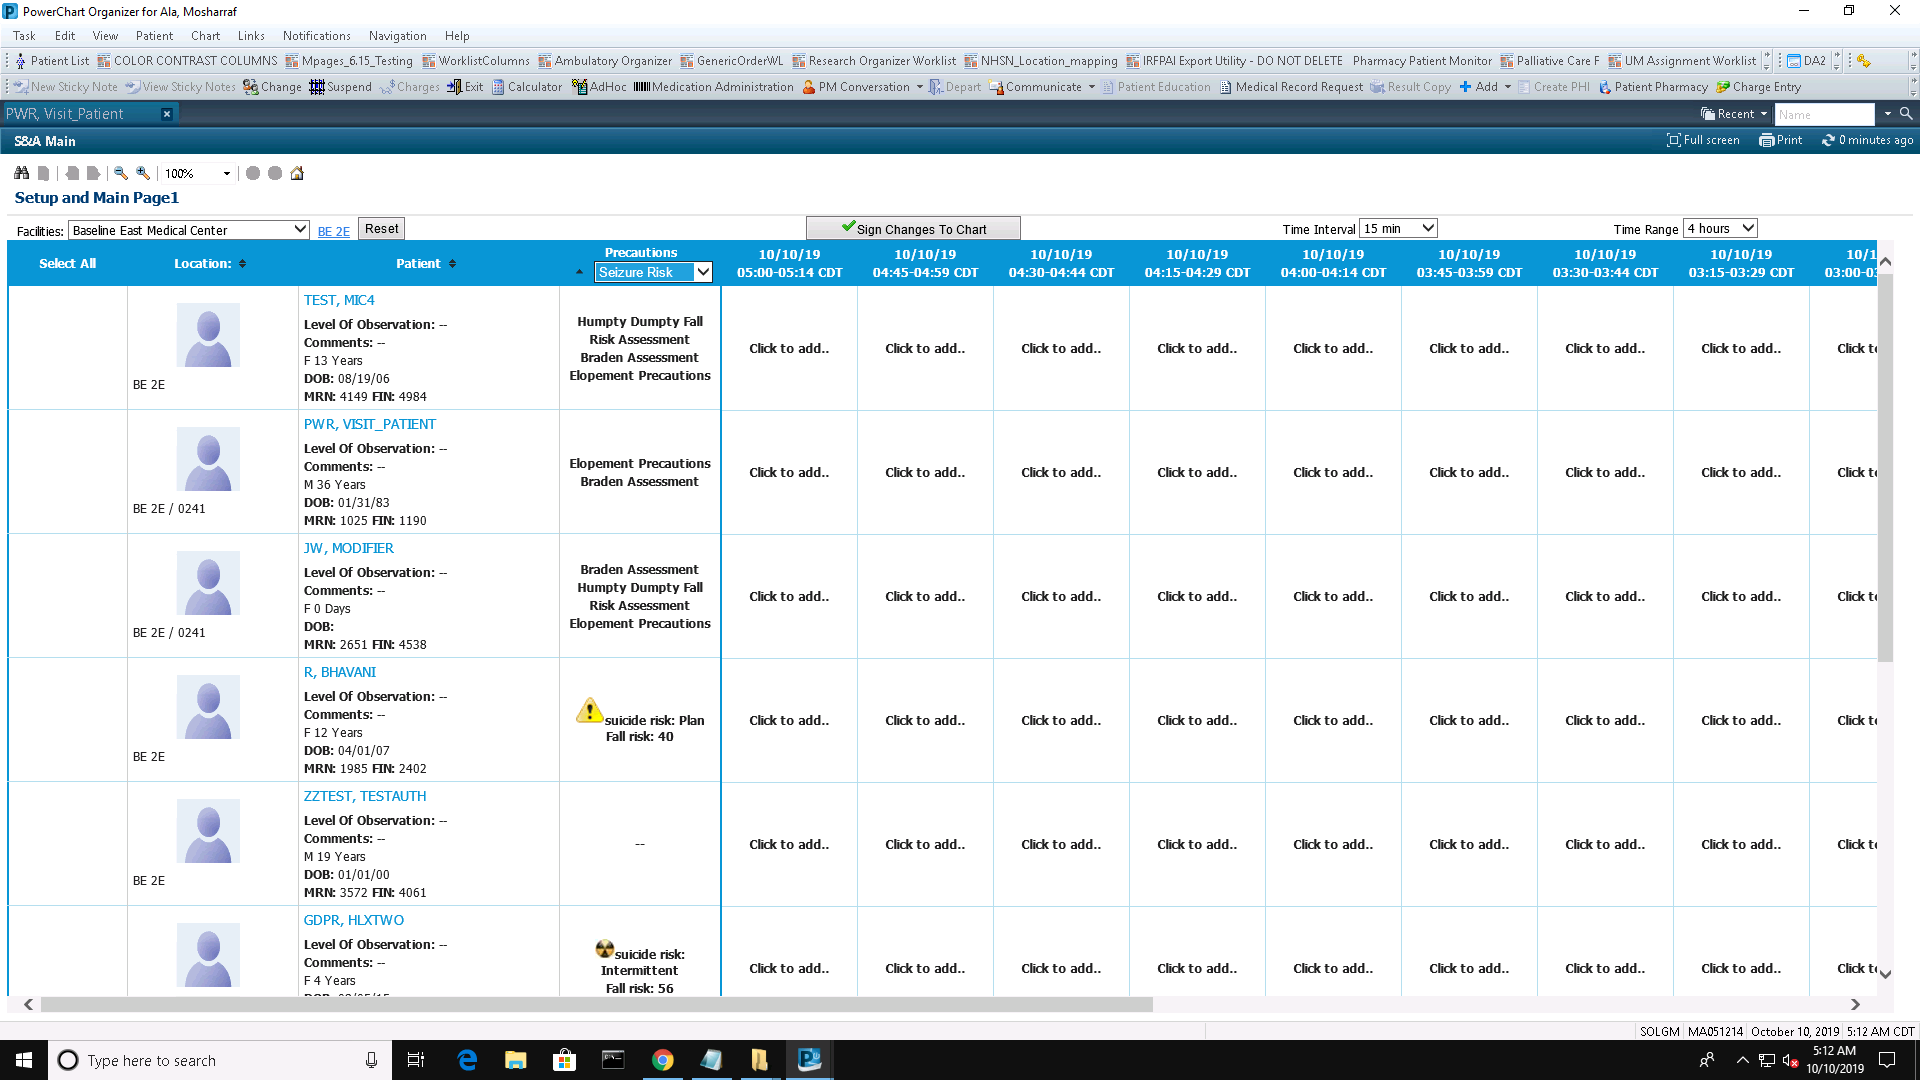 PowerChart Organizer for Ala, Mosharraf
Task Edit View Patient Chart Links Notifications Navigation Help
Patient List COLOR CONTRAST COLUMNS Mpages_6.15_Testing WorklistColumns Ambulatory Organizer GenericOrderWL Research Organizer Worklist NHSN_Location_mapping IRFPAI Export Utility - DO NOT DELETE Pharmacy Patient Monitor Palliative Care F UM Assignment Worklist DA2
New Sticky Note View Sticky Notes Change Suspend Charges Exit Calculator AdHoc Medication Administration PM Conversation Depart Communicate Patient Education Medical Record Request Result Copy Add Create PHI Patient Pharmacy Charge Entry
PWR, Visit_Patient x Recent Name
S&A Main Full screen Print 0 minutes ago
100%
Setup and Main Page1
Facilities: Baseline East Medical Center BE 2E Reset Sign Changes To Chart Time Interval 15 min Time Range 4 hours
Precautions 10/10/19 10/10/19 10/10/19 10/10/19 10/10/19 10/10/19 10/10/19 10/10/19 10/1
Select All Location: Patient Seizure Risk 05:00-05:14 CDT 04:45-04:59 CDT 04:30-04:44 CDT 04:15-04:29 CDT 04:00-04:14 CDT 03:45-03:59 CDT 03:30-03:44 CDT 03:15-03:29 CDT 03:00-03
TEST, MIC4
Level Of Observation: --
Comments: --
F 13 Years
DOB: 08/19/06
MRN: 4149 FIN: 4984
BE 2E
Humpty Dumpty Fall
Risk Assessment
Braden Assessment
Elopement Precautions
Click to add.. Click to add.. Click to add.. Click to add.. Click to add.. Click to add.. Click to add.. Click to add.. Click t
PWR, VISIT_PATIENT
Level Of Observation: --
Comments: --
M 36 Years
DOB: 01/31/83
MRN: 1025 FIN: 1190
BE 2E / 0241
Elopement Precautions
Braden Assessment
Click to add.. Click to add.. Click to add.. Click to add.. Click to add.. Click to add.. Click to add.. Click to add.. Click t
JW, MODIFIER
Level Of Observation: --
Comments: --
F 0 Days
DOB:
MRN: 2651 FIN: 4538
BE 2E / 0241
Braden Assessment
Humpty Dumpty Fall
Risk Assessment
Elopement Precautions
Click to add.. Click to add.. Click to add.. Click to add.. Click to add.. Click to add.. Click to add.. Click to add.. Click t
R, BHAVANI
Level Of Observation: --
Comments: --
F 12 Years
DOB: 04/01/07
MRN: 1985 FIN: 2402
BE 2E
suicide risk: Plan
Fall risk: 40
Click to add.. Click to add.. Click to add.. Click to add.. Click to add.. Click to add.. Click to add.. Click to add.. Click t
ZZTEST, TESTAUTH
Level Of Observation: --
Comments: --
M 19 Years
DOB: 01/01/00
MRN: 3572 FIN: 4061
BE 2E
--
Click to add.. Click to add.. Click to add.. Click to add.. Click to add.. Click to add.. Click to add.. Click to add.. Click t
GDPR, HLXTWO
Level Of Observation: --
Comments: --
F 4 Years
suicide risk:
Intermittent
Fall risk: 56
Click to add.. Click to add.. Click to add.. Click to add.. Click to add.. Click to add.. Click to add.. Click to add.. Click t
SOLGM MA051214 October 10, 2019 5:12 AM CDT
Type here to search
5:12 AM
10/10/2019